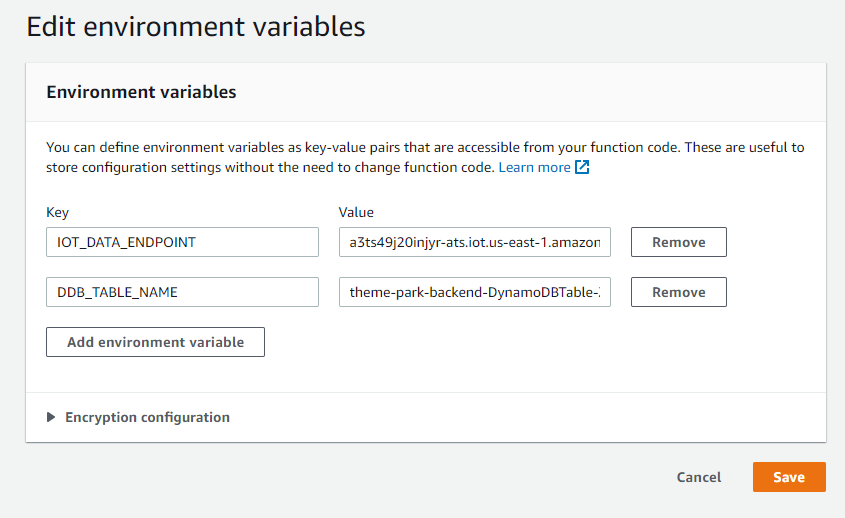 Edit environment variables
Environment variables
You can define environment variables as key-value pairs that are accessible from your function code. These are useful to
store configuration settings without the need to change function code. Learn more
Key Value
IOT_DATA_ENDPOINT a3ts49j20injyr-ats.iot.us-east-1.amazon Remove
DDB_TABLE_NAME theme-park-backend-DynamoDBTable- Remove
Add environment variable
Encryption configuration
Cancel Save